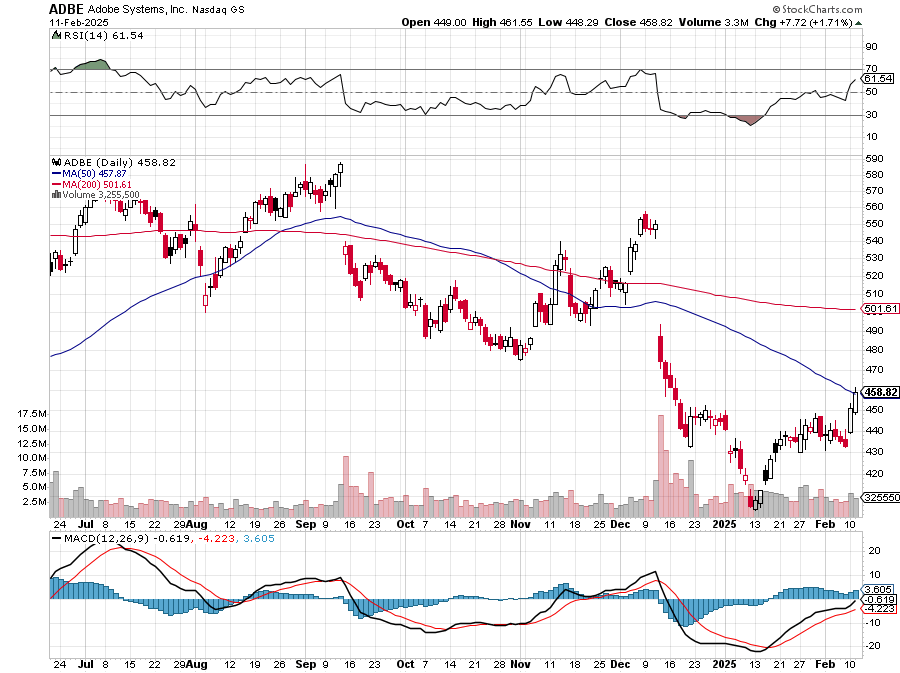 ADBE Adobe Systems, Inc. Nasdaq GS
© StockCharts.com
11-Feb-2025
Open 449.00 High 461.55 Low 448.29 Close 458.82 Volume 3.3M Chg +7.72 (+1.71%)
RSI(14) 61.54
90
70
61.54
50
30
10
ADBE (Daily) 458.82
MA(50) 457.87
MA(200) 501.61
Volume 3,255,500
590
580
570
560
550
540
530
520
510
501.61
490
480
470
458.82
450
440
430
420
325550
17.5M
15.0M
12.5M
10.0M
7.5M
5.0M
2.5M
24 Jul 8 15 22 29 Aug 12 19 26 Sep 9 16 23 Oct 7 14 21 28 Nov 11 18 25 Dec 9 16 23 2025 13 21 27 Feb 10
MACD(12,26,9) -0.619, -4.223, 3.605
20
10
3.605
-0.619
-4.223
-10
-20
24 Jul 8 15 22 29 Aug 12 19 26 Sep 9 16 23 Oct 7 14 21 28 Nov 11 18 25 Dec 9 16 23 2025 13 21 27 Feb 10